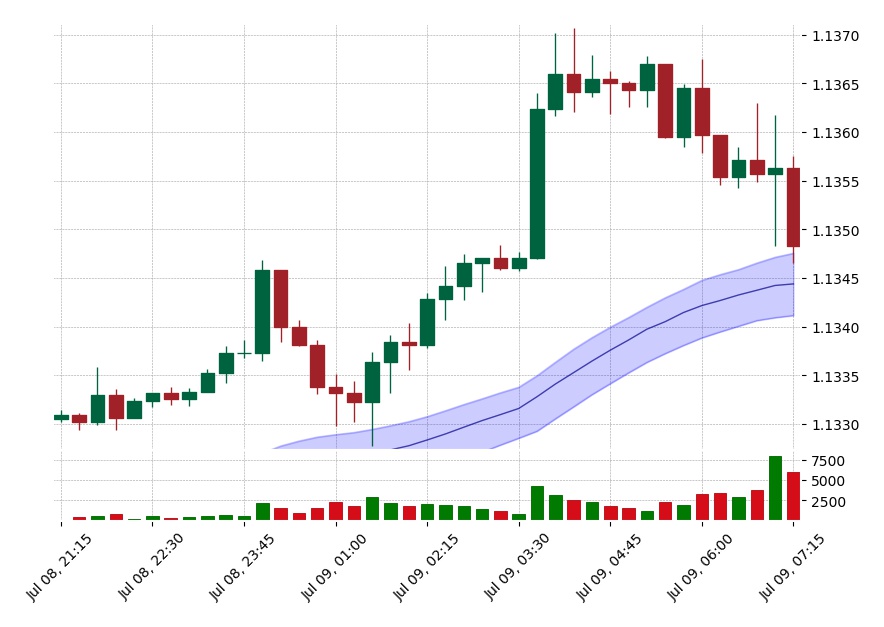 1.1370
1.1365
1.1360
1.1355
1.1350
1.1345
1.1340
1.1335
1.1330
7500
5000
2500
Jul 08, 21:15
Jul 08, 22:30
Jul 08, 23:45
Jul 09, 01:00
Jul 09, 02:15
Jul 09, 03:30
Jul 09, 04:45
Jul 09, 06:00
Jul 09, 07:15